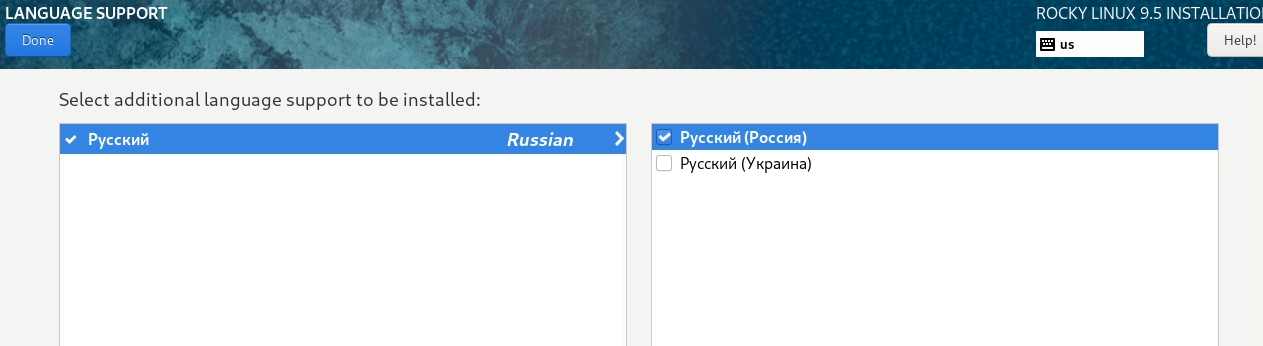 LANGUAGE SUPPORT
ROCKY LINUX 9.5 INSTALLATIO
Done
us
Help!
Select additional language support to be installed:
Русский Russian
Русский (Россия)
Русский (Украина)